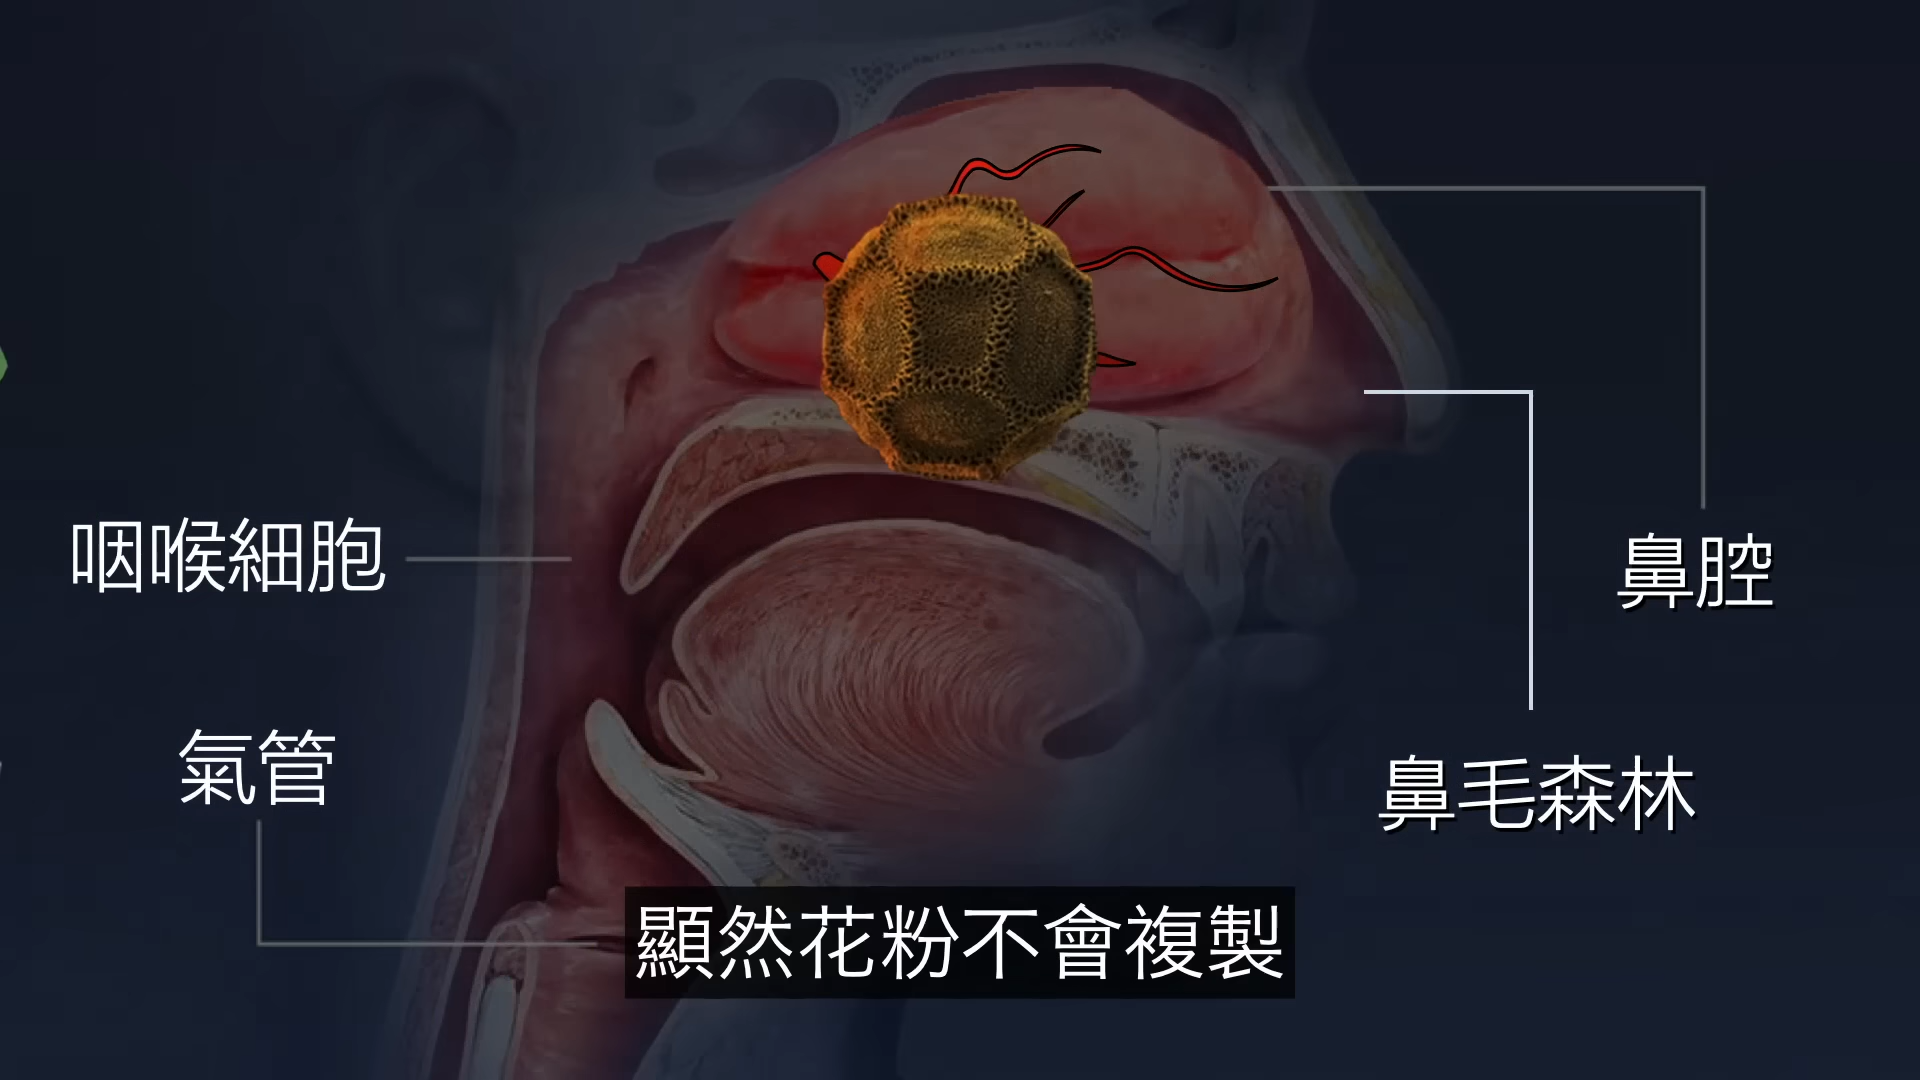 咽喉細胞
鼻腔
氣管
鼻毛森林
顯然花粉不會複製